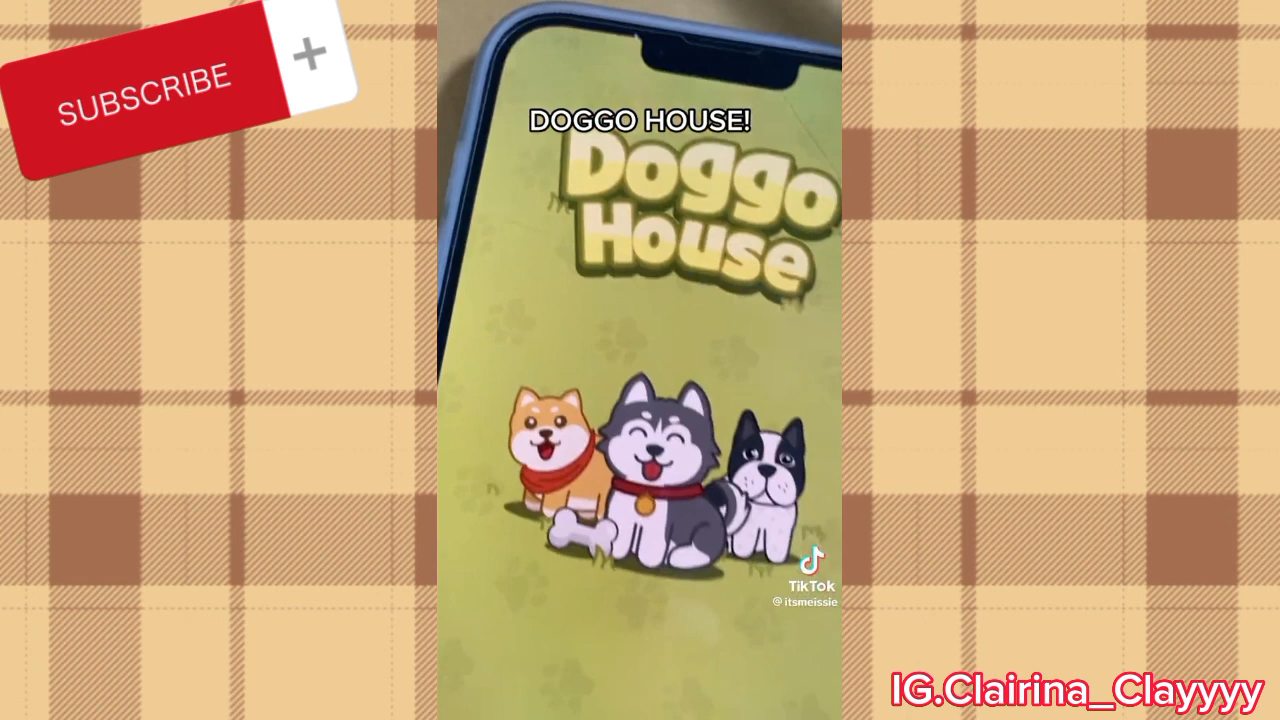 SUBSCRIBE
DOGGO HOUSE!
Doggo
House
TikTok
@itsmeissie
IG.Clairina_Clayyyy